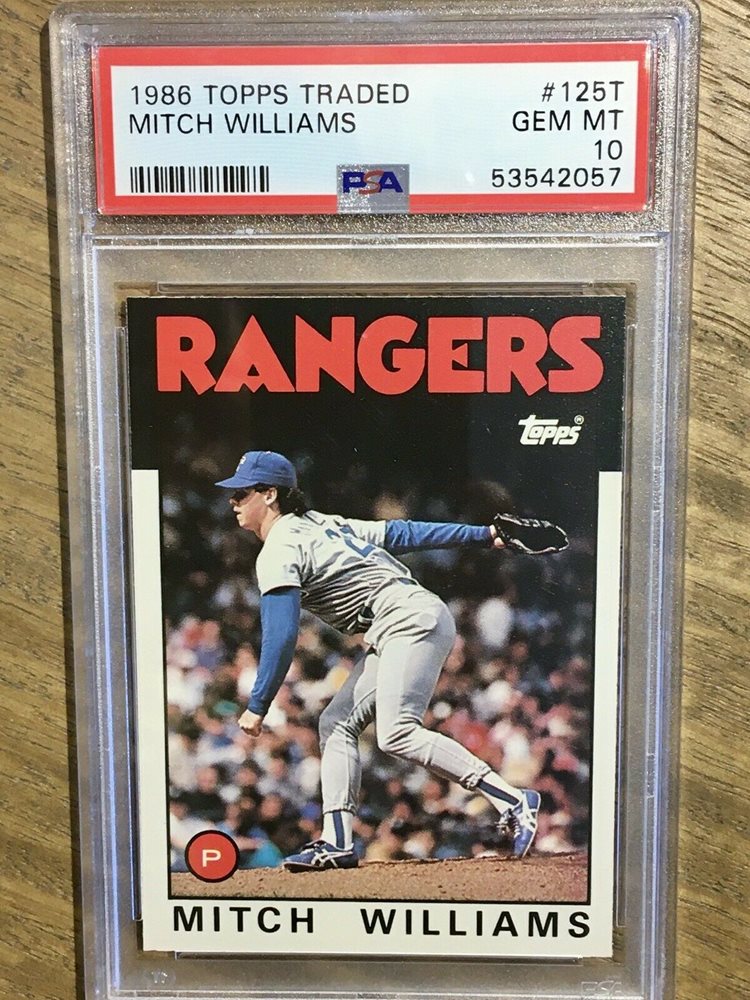 1986 TOPPS TRADED #125T
MITCH WILLIAMS GEM MT
10
PSA 53542057
RANGERS
topps®
P
MITCH WILLIAMS